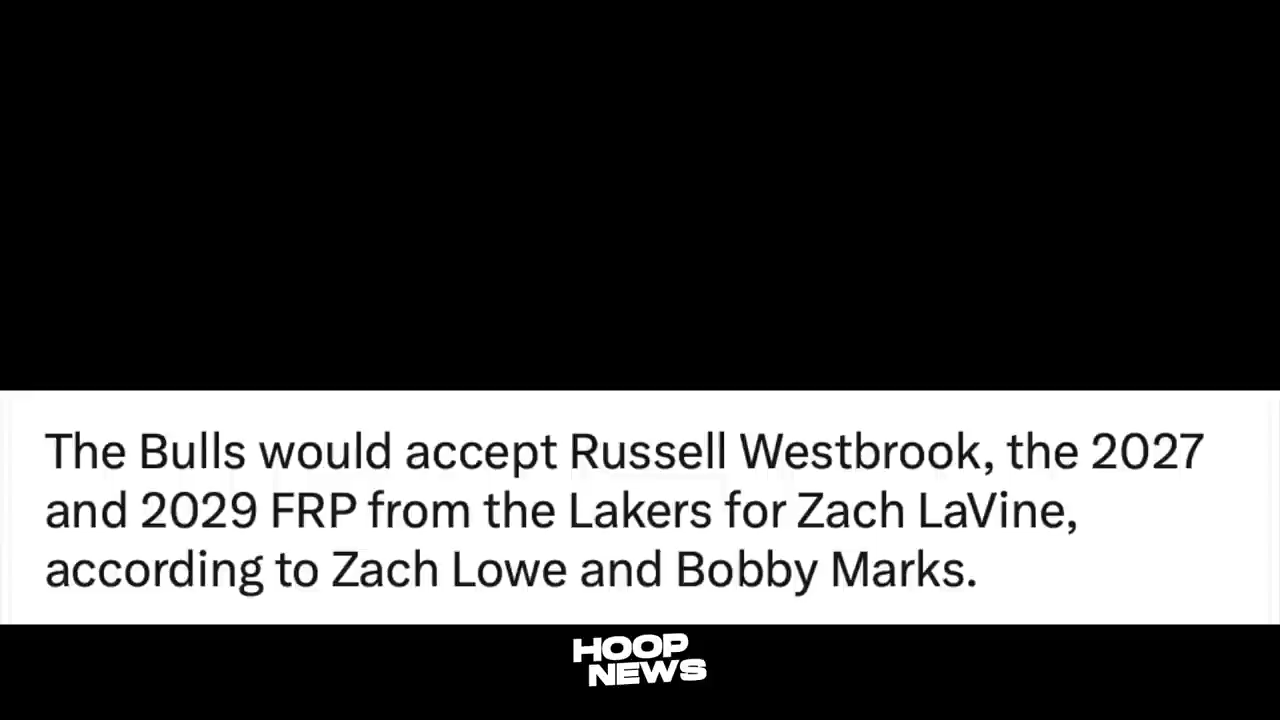 The Bulls would accept Russell Westbrook, the 2027
and 2029 FRP from the Lakers for Zach LaVine,
according to Zach Lowe and Bobby Marks.
HOOP
NEWS